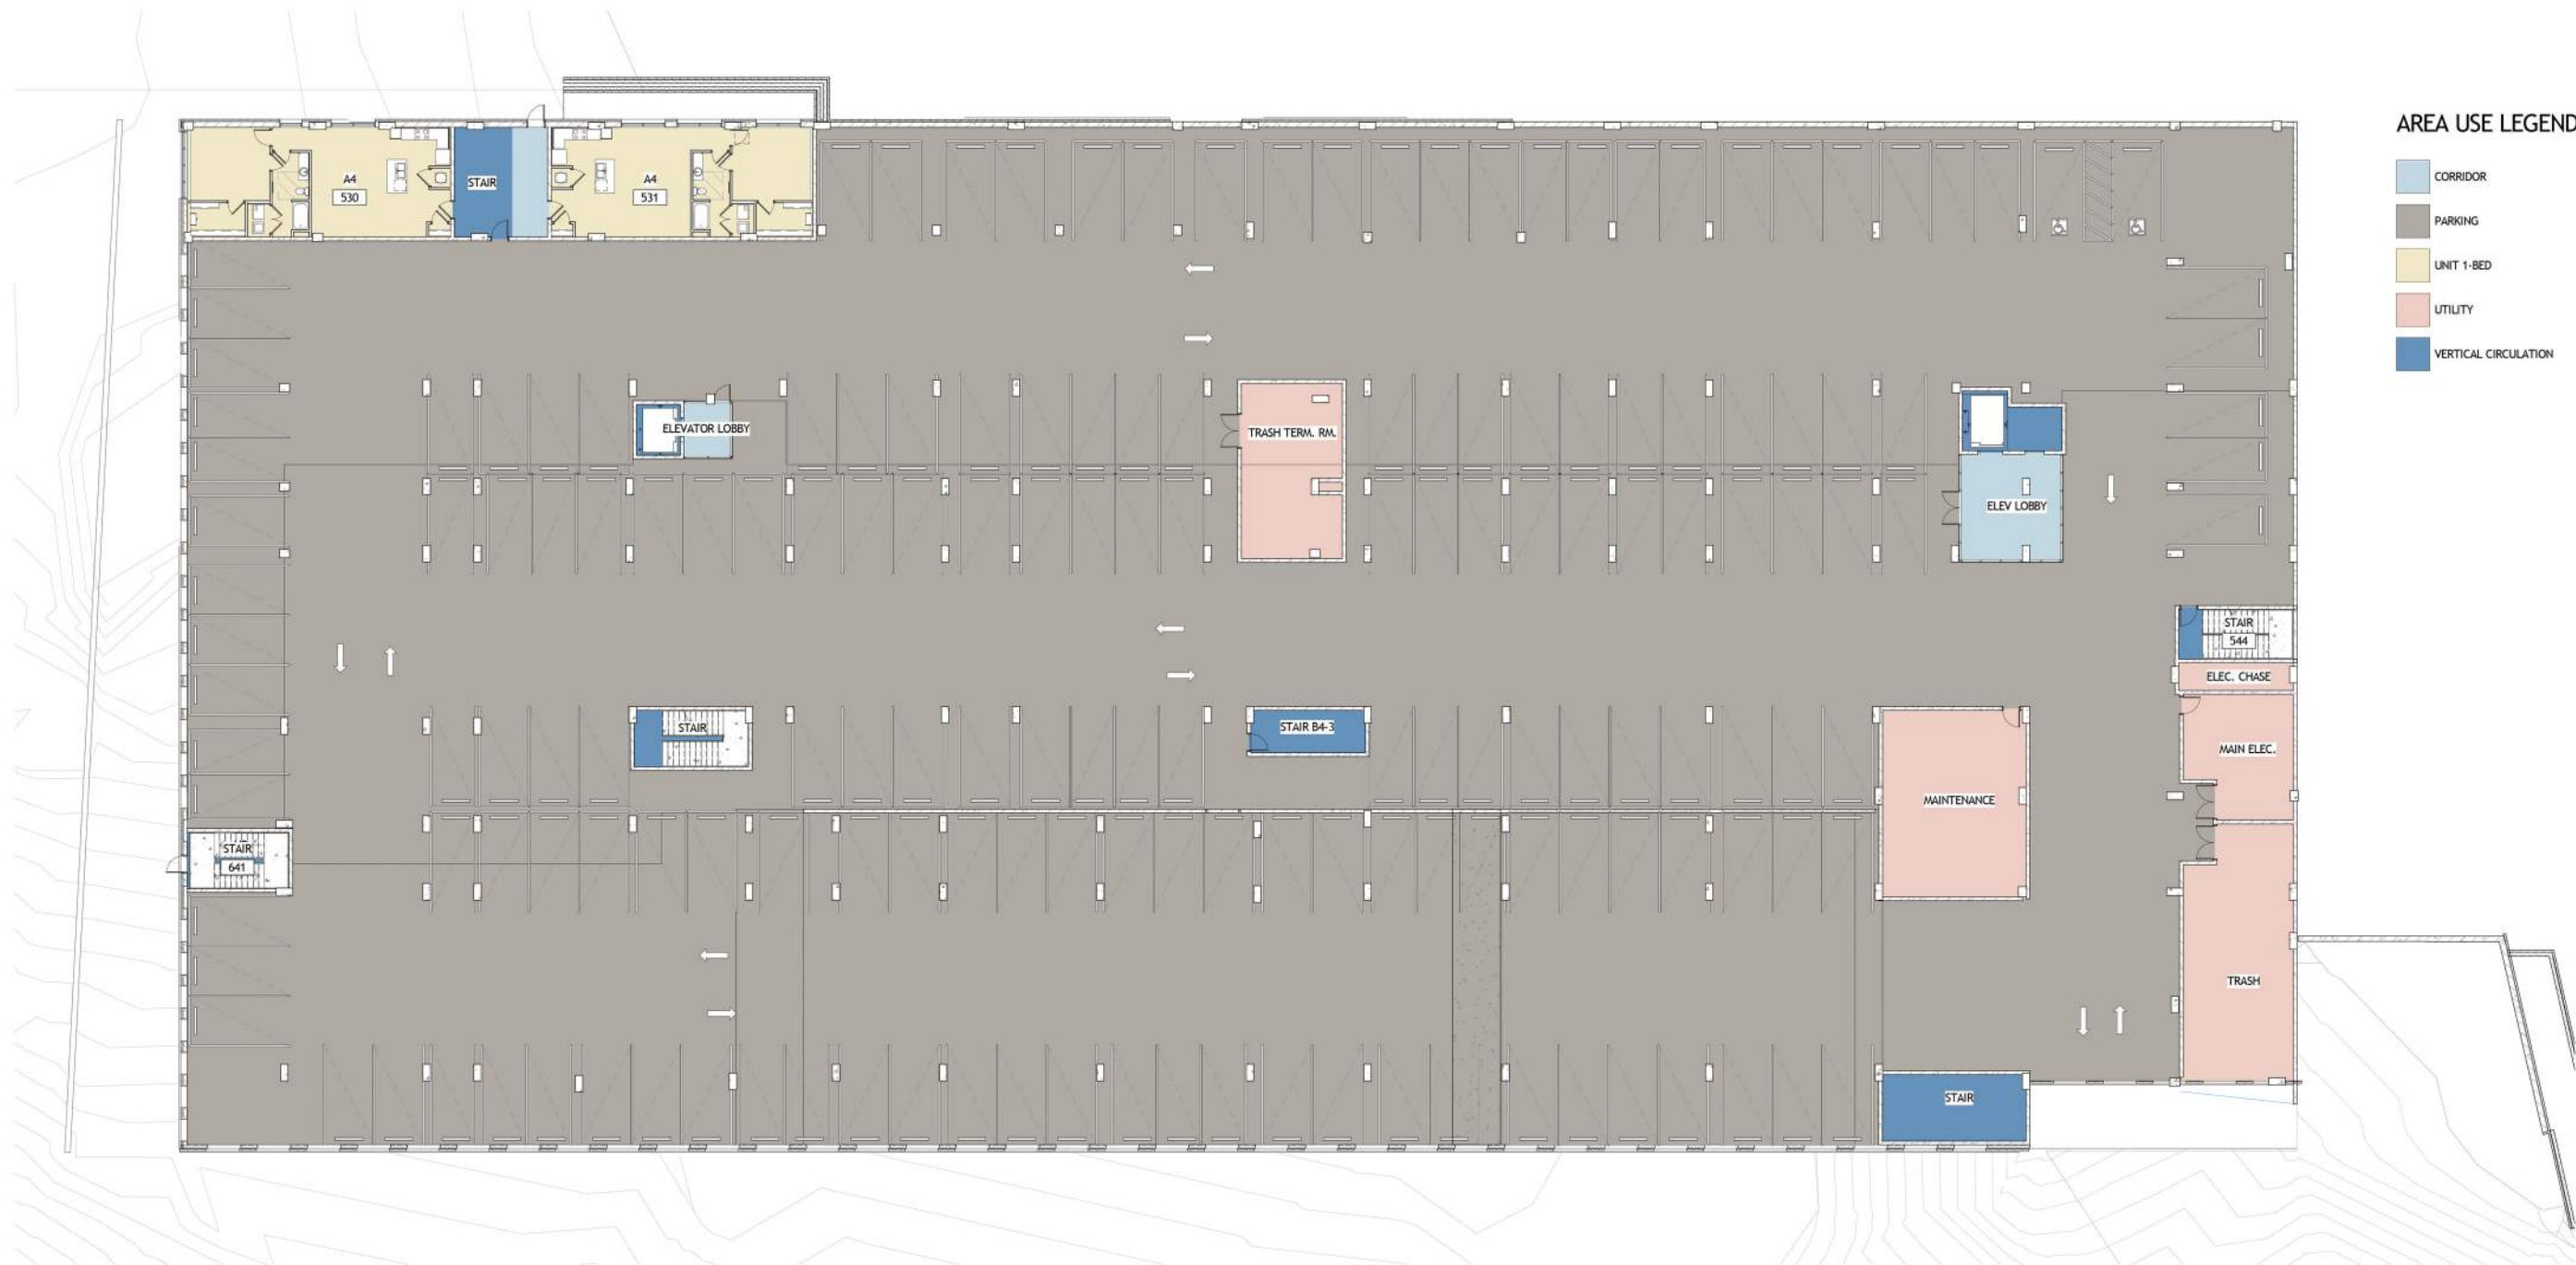 AREA USE LEGEND
CORRIDOR
PARKING
UNIT 1-BED
UTILITY
VERTICAL CIRCULATION
A4
530
STAIR
A4
531
ELEVATOR LOBBY
TRASH TERM. RM.
ELEV LOBBY
STAIR
544
ELEC. CHASE
STAIR
STAIR B4-3
MAIN ELEC.
MAINTENANCE
STAIR
641
TRASH
STAIR